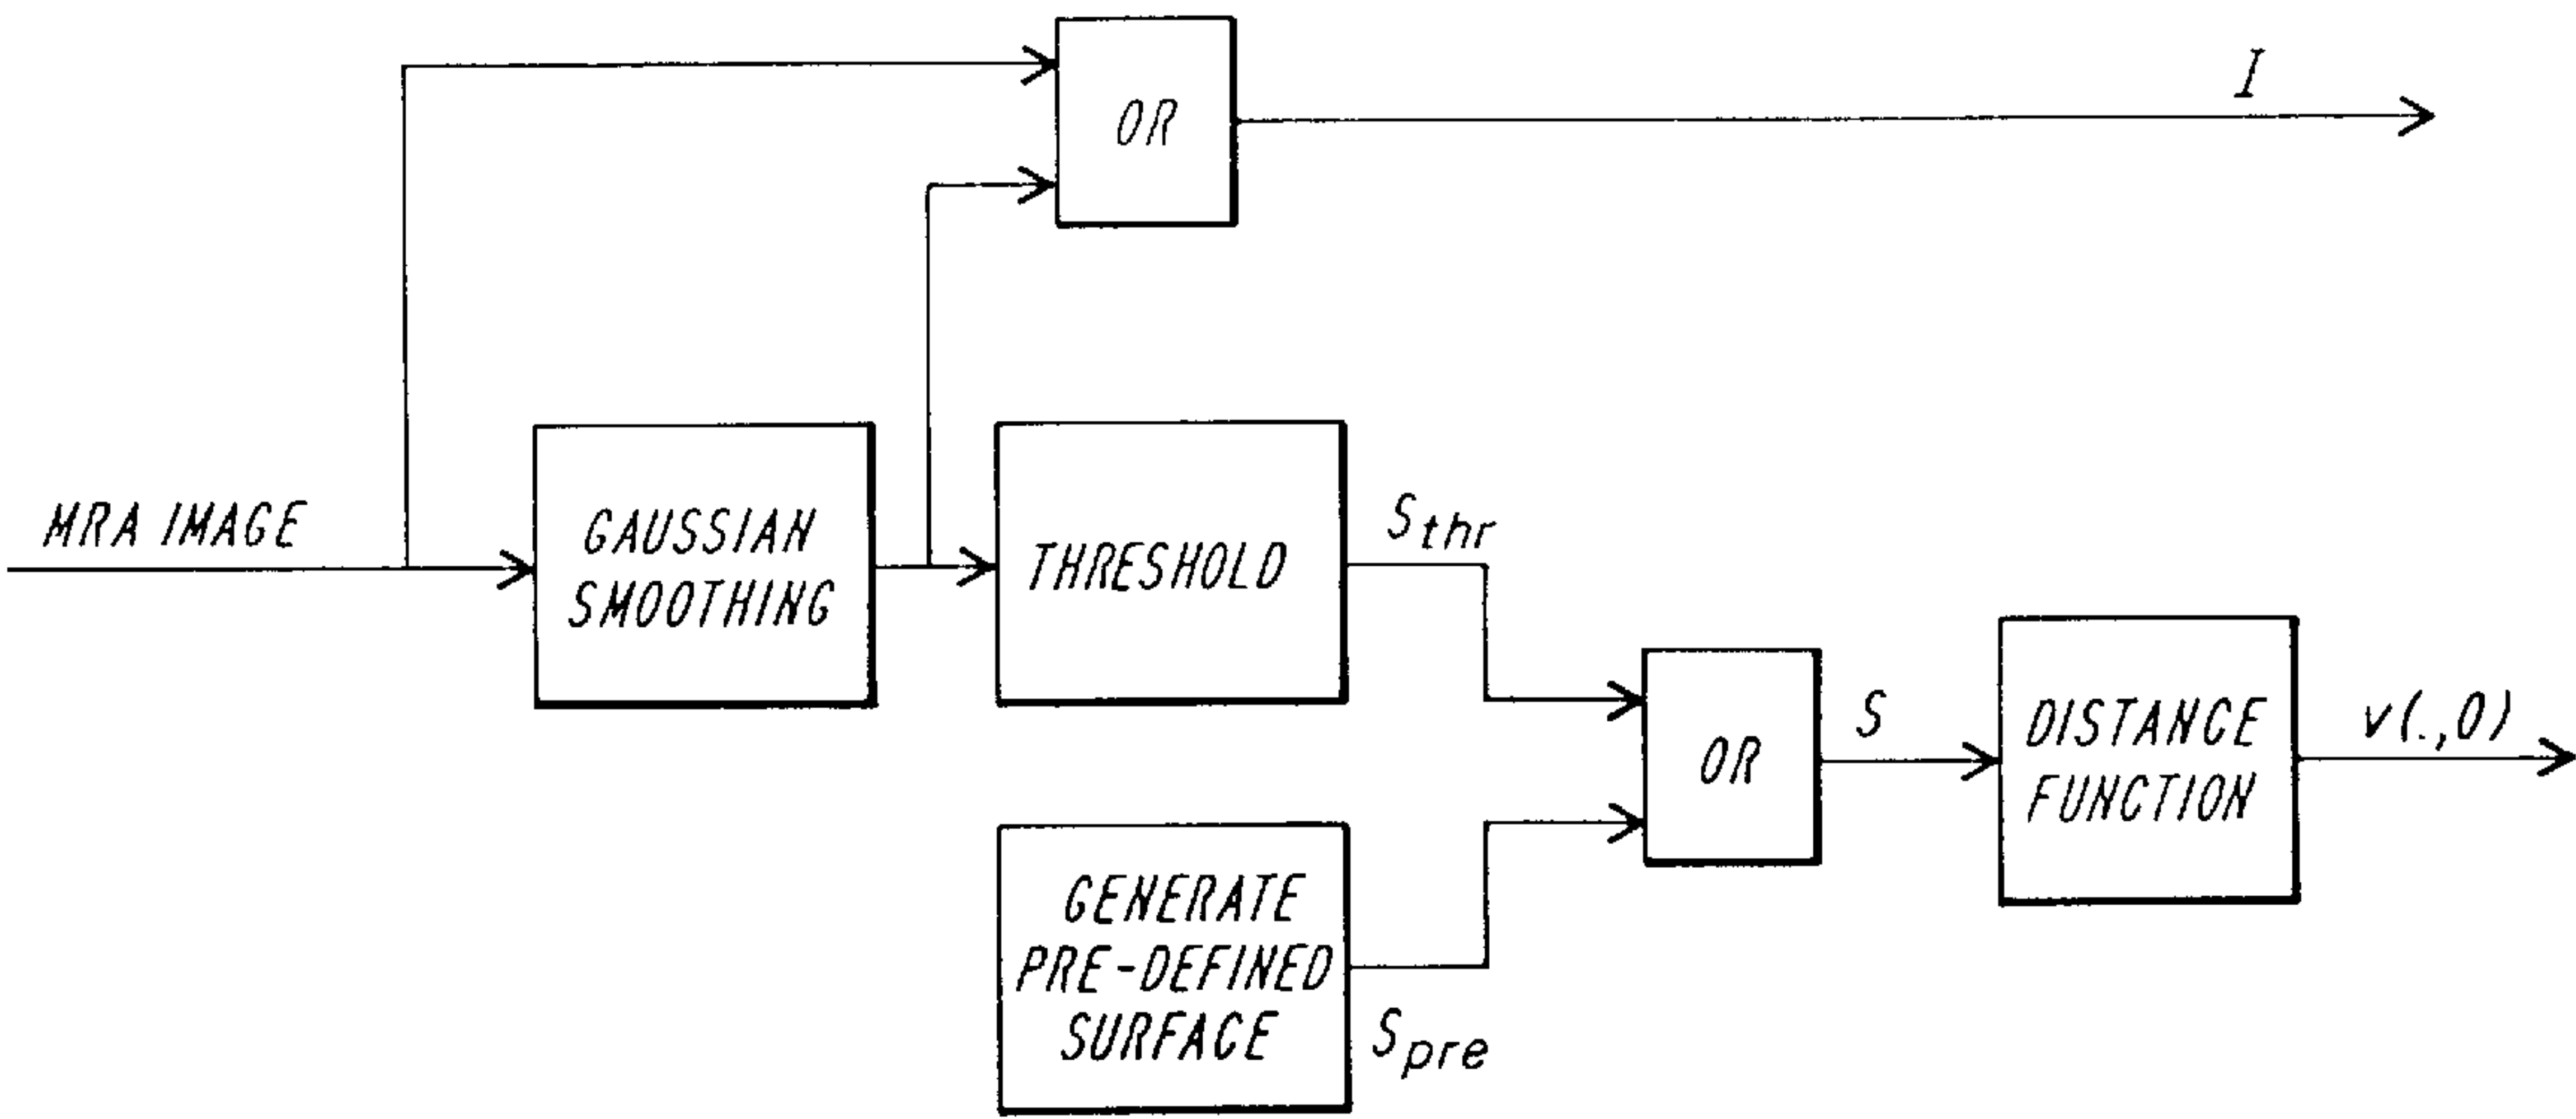 OR
I
MRA IMAGE
GAUSSIAN
SMOOTHING
THRESHOLD
S_thr
OR
S
DISTANCE
FUNCTION
v(.,0)
GENERATE
PRE-DEFINED
SURFACE
S_pre